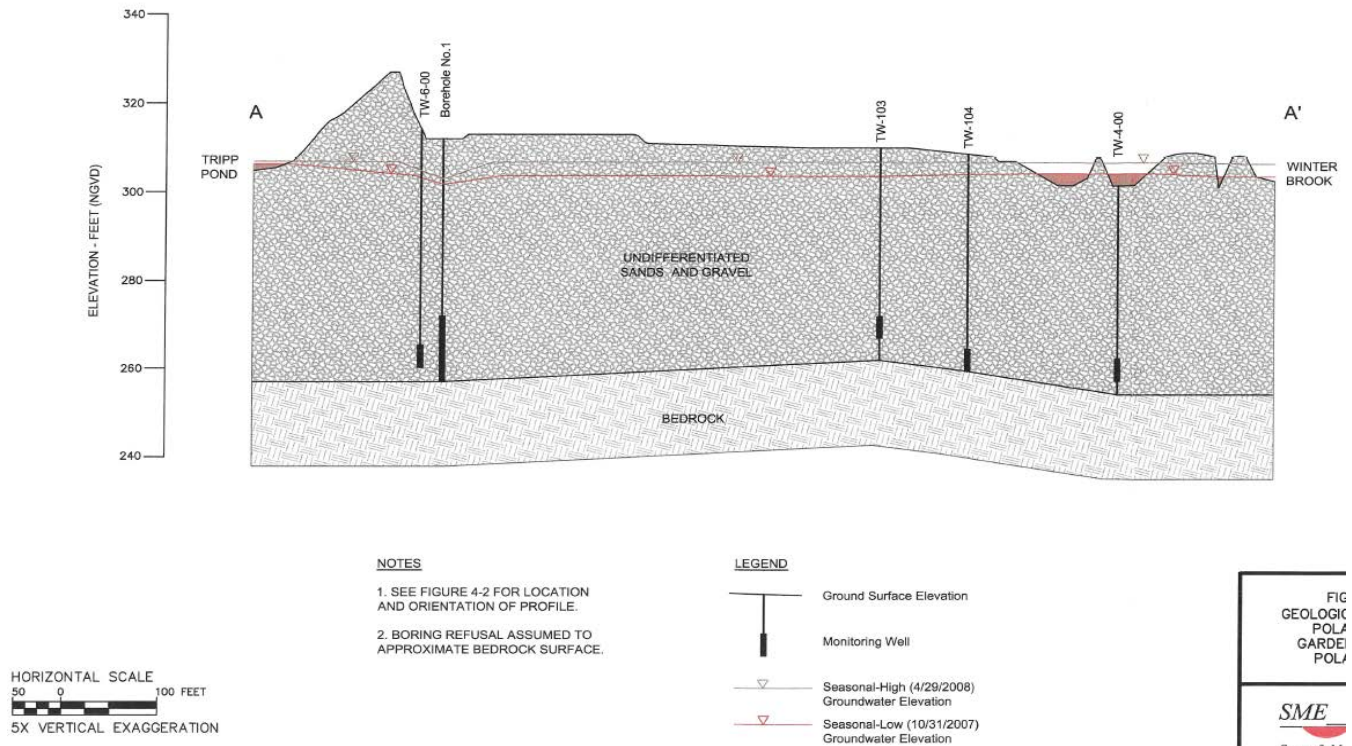 340
320
300
280
260
240
ELEVATION - FEET (NGVD)
A
A'
TRIPP
POND
WINTER
BROOK
TW-6-00
Borehole No.1
TW-103
TW-104
TW-4-00
UNDIFFERENTIATED
SANDS AND GRAVEL
BEDROCK
NOTES
1. SEE FIGURE 4-2 FOR LOCATION
AND ORIENTATION OF PROFILE.
2. BORING REFUSAL ASSUMED TO
APPROXIMATE BEDROCK SURFACE.
LEGEND
Ground Surface Elevation
Monitoring Well
Seasonal-High (4/29/2008)
Groundwater Elevation
Seasonal-Low (10/31/2007)
Groundwater Elevation
HORIZONTAL SCALE
50 0 100 FEET
5X VERTICAL EXAGGERATION
FIG
GEOLOGIC
POLA
GARDE
POLA
SME